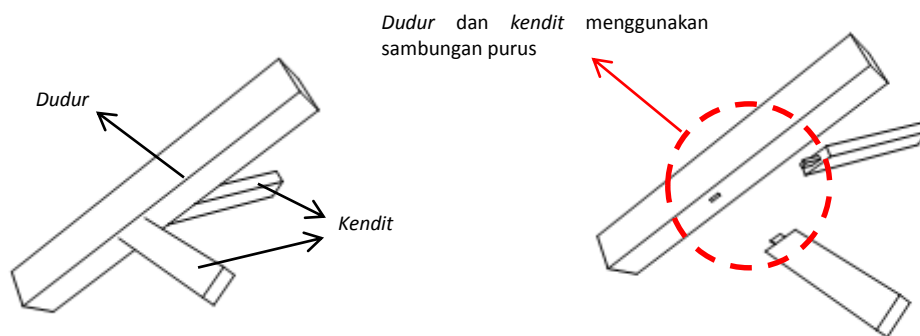 Dudur dan kendit menggunakan
sambungan purus
Dudur
Kendit